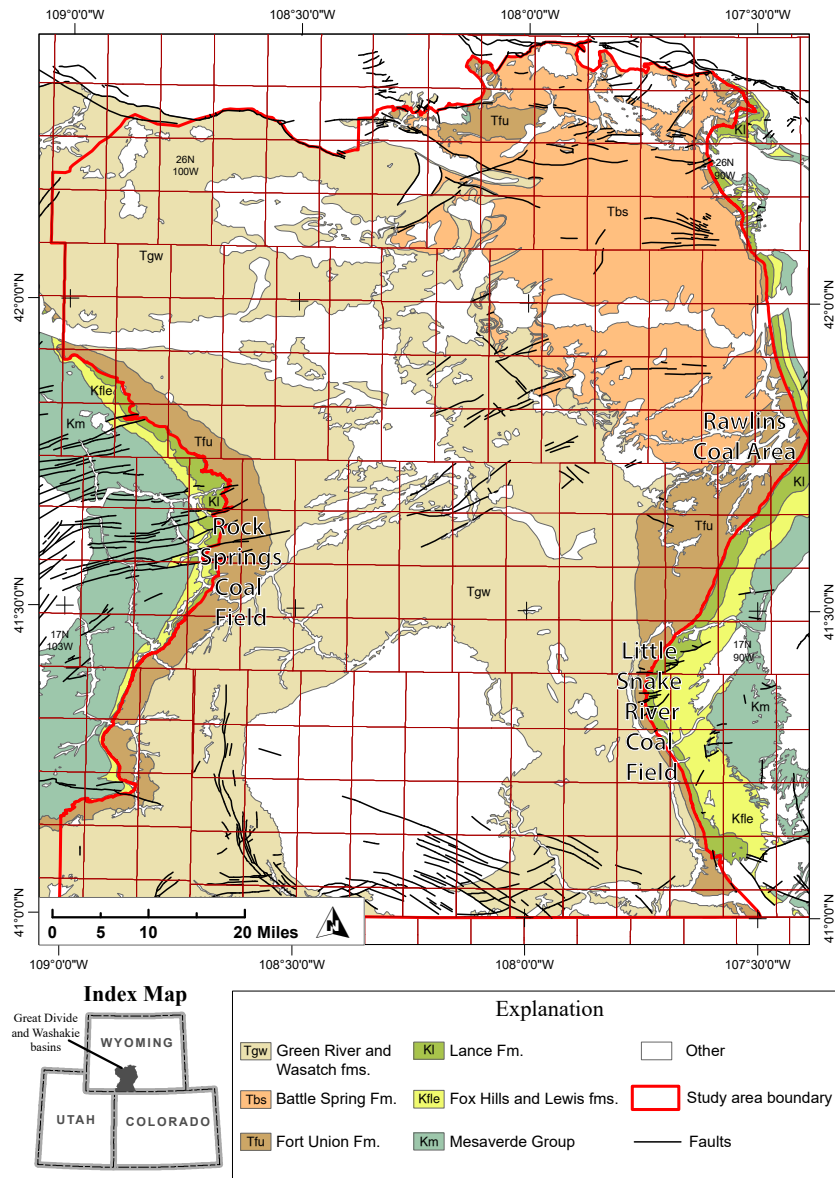 109°0'0"W 108°30'0"W 108°0'0"W 107°30'0"W
Tfu
Kl
26N
100W
26N
90W
Tbs
Tgw
42°0'0"N
42°0'0"N
Kfle
Km
Tfu
Rawlins
Coal Area
Kl
Kl
Tfu
Rock
Springs
Coal
Field
Tgw
41°30'0"N
41°30'0"N
17N
103W
17N
90W
Little
Snake
River
Coal
Field
Km
Kfle
41°0'0"N
41°0'0"N
0 5 10 20 Miles
N
109°0'0"W 108°30'0"W 108°0'0"W 107°30'0"W
Index Map
Great Divide
and Washakie
basins
WYOMING
UTAH
COLORADO
Explanation
Tgw Green River and
Wasatch fms.
Tbs Battle Spring Fm.
Tfu Fort Union Fm.
Kl Lance Fm.
Kfle Fox Hills and Lewis fms.
Km Mesaverde Group
Other
Study area boundary
Faults